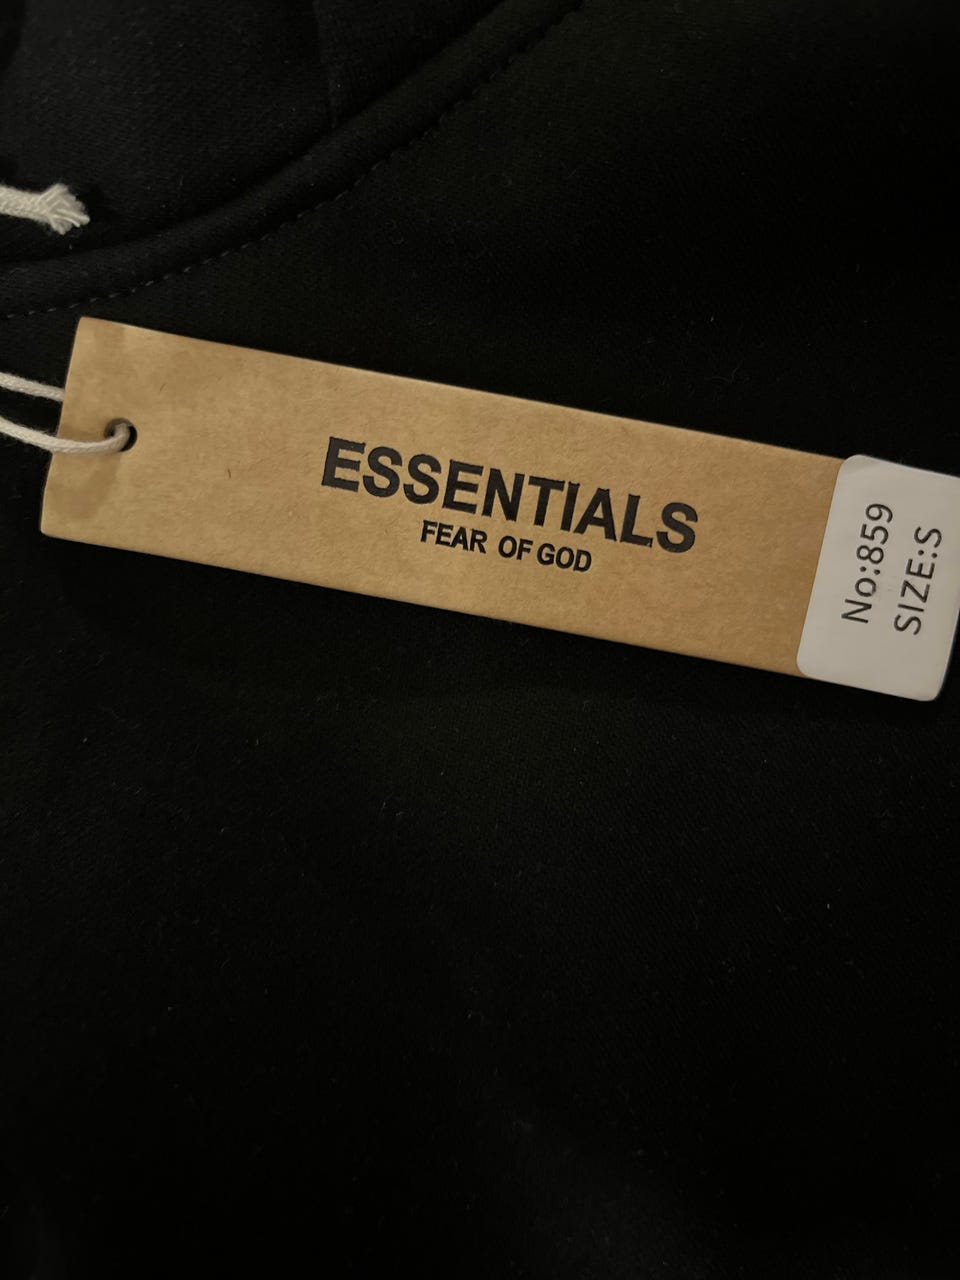 ESSENTIALS
FEAR OF GOD
No:859
SIZE:S